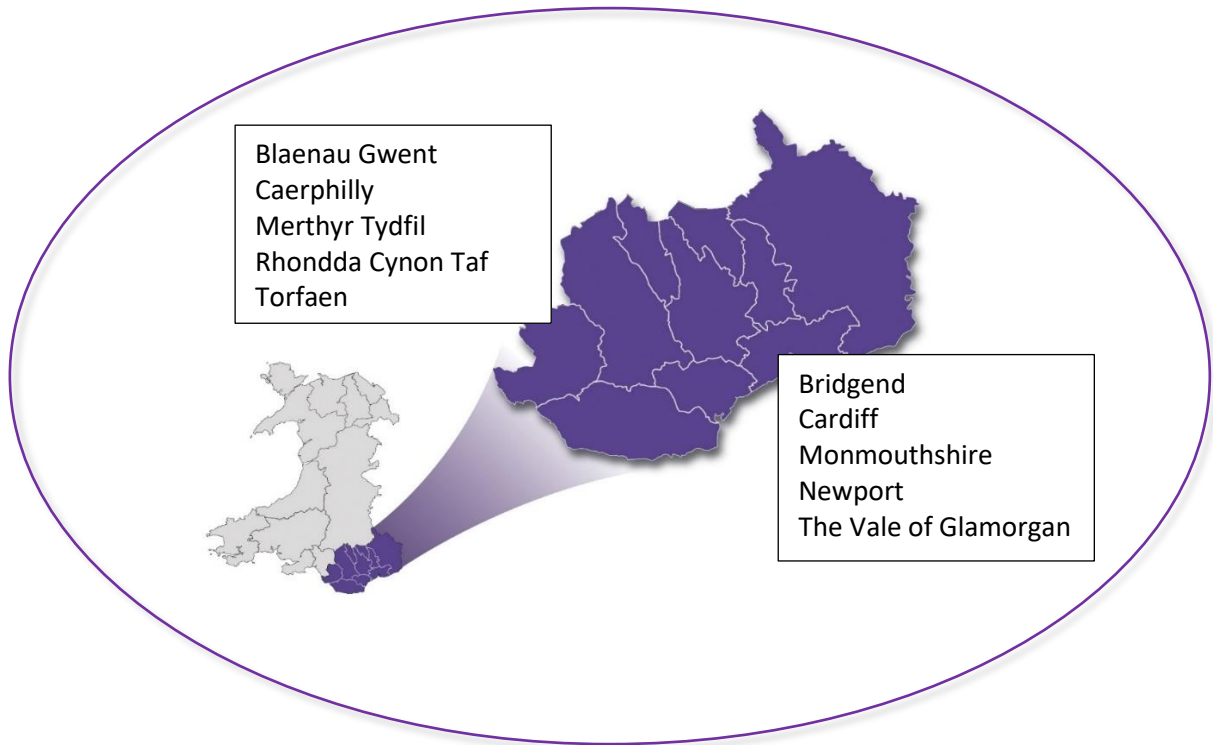 Blaenau Gwent
Caerphilly
Merthyr Tydfil
Rhondda Cynon Taf
Torfaen
Bridgend
Cardiff
Monmouthshire
Newport
The Vale of Glamorgan